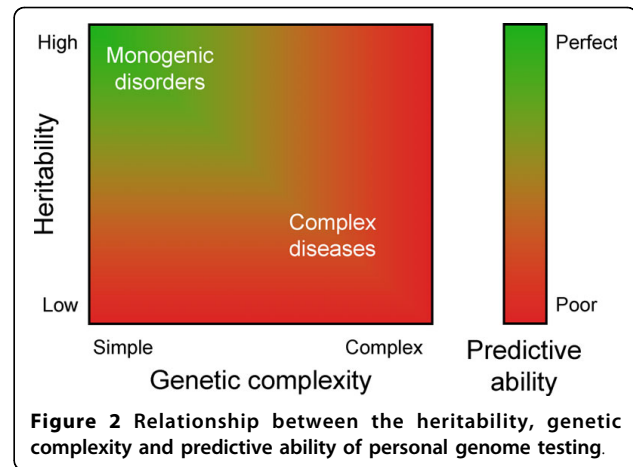 High
Monogenic
disorders
Heritability
Complex
diseases
Low
Simple
Complex
Genetic complexity
Perfect
Poor
Predictive
ability
Figure 2 Relationship between the heritability, genetic
complexity and predictive ability of personal genome testing.